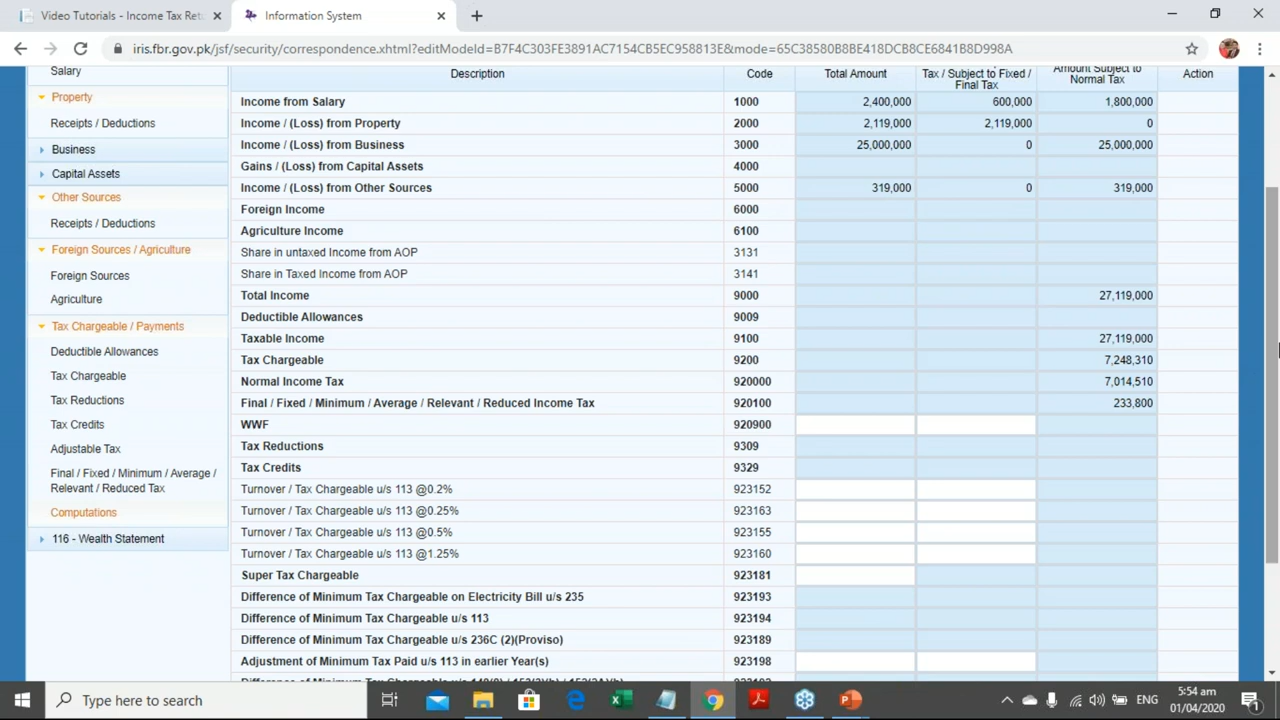 Video Tutorials - Income Tax Ret
Information System
iris.fbr.gov.pk/jsf/security/correspondence.xhtml?editModeId=B7F4C303FE3891AC7154CB5EC958813E&mode=65C38580B8BE418DCB8CE6841B8D998A
Salary
Property
Receipts / Deductions
Business
Capital Assets
Other Sources
Receipts / Deductions
Foreign Sources / Agriculture
Foreign Sources
Agriculture
Tax Chargeable / Payments
Deductible Allowances
Tax Chargeable
Tax Reductions
Tax Credits
Adjustable Tax
Final / Fixed / Minimum / Average /
Relevant / Reduced Tax
Computations
116 - Wealth Statement
Description Code Total Amount Tax / Subject to Fixed / Final Tax Amount Subject to Normal Tax Action
Income from Salary 1000 2,400,000 600,000 1,800,000
Income / (Loss) from Property 2000 2,119,000 2,119,000 0
Income / (Loss) from Business 3000 25,000,000 0 25,000,000
Gains / (Loss) from Capital Assets 4000
Income / (Loss) from Other Sources 5000 319,000 0 319,000
Foreign Income 6000
Agriculture Income 6100
Share in untaxed Income from AOP 3131
Share in Taxed Income from AOP 3141
Total Income 9000 27,119,000
Deductible Allowances 9009
Taxable Income 9100 27,119,000
Tax Chargeable 9200 7,248,310
Normal Income Tax 920000 7,014,510
Final / Fixed / Minimum / Average / Relevant / Reduced Income Tax 920100 233,800
WWF 920900
Tax Reductions 9309
Tax Credits 9329
Turnover / Tax Chargeable u/s 113 @0.2% 923152
Turnover / Tax Chargeable u/s 113 @0.25% 923163
Turnover / Tax Chargeable u/s 113 @0.5% 923155
Turnover / Tax Chargeable u/s 113 @1.25% 923160
Super Tax Chargeable 923181
Difference of Minimum Tax Chargeable on Electricity Bill u/s 235 923193
Difference of Minimum Tax Chargeable u/s 113 923194
Difference of Minimum Tax Chargeable u/s 236C (2)(Proviso) 923189
Adjustment of Minimum Tax Paid u/s 113 in earlier Year(s) 923198
Type here to search
ENG
5:54 am
01/04/2020
1